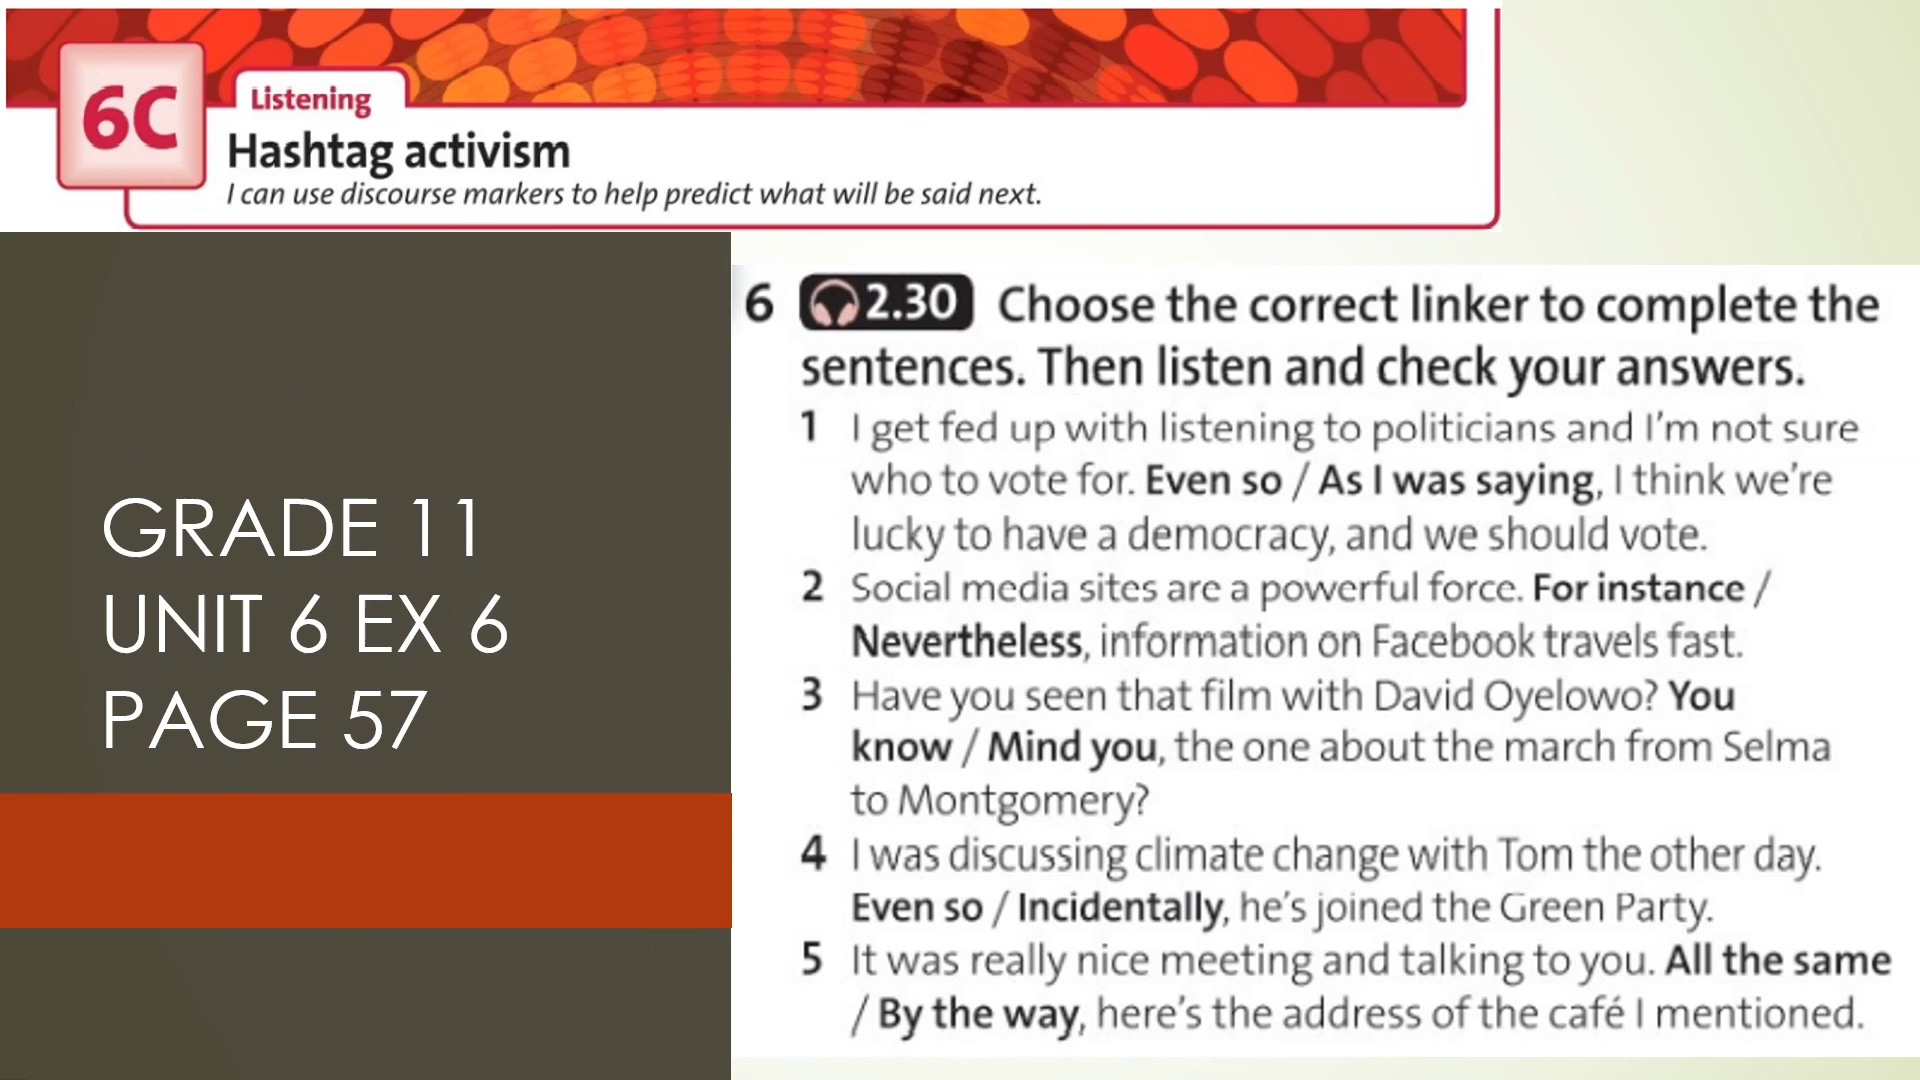 6C
Listening
Hashtag activism
I can use discourse markers to help predict what will be said next.
GRADE 11
UNIT 6 EX 6
PAGE 57
6 2.30 Choose the correct linker to complete the
sentences. Then listen and check your answers.
1 I get fed up with listening to politicians and I'm not sure
who to vote for. Even so / As I was saying, I think we're
lucky to have a democracy, and we should vote.
2 Social media sites are a powerful force. For instance /
Nevertheless, information on Facebook travels fast.
3 Have you seen that film with David Oyelowo? You
know / Mind you, the one about the march from Selma
to Montgomery?
4 I was discussing climate change with Tom the other day.
Even so / Incidentally, he's joined the Green Party.
5 It was really nice meeting and talking to you. All the same
/ By the way, here's the address of the café I mentioned.